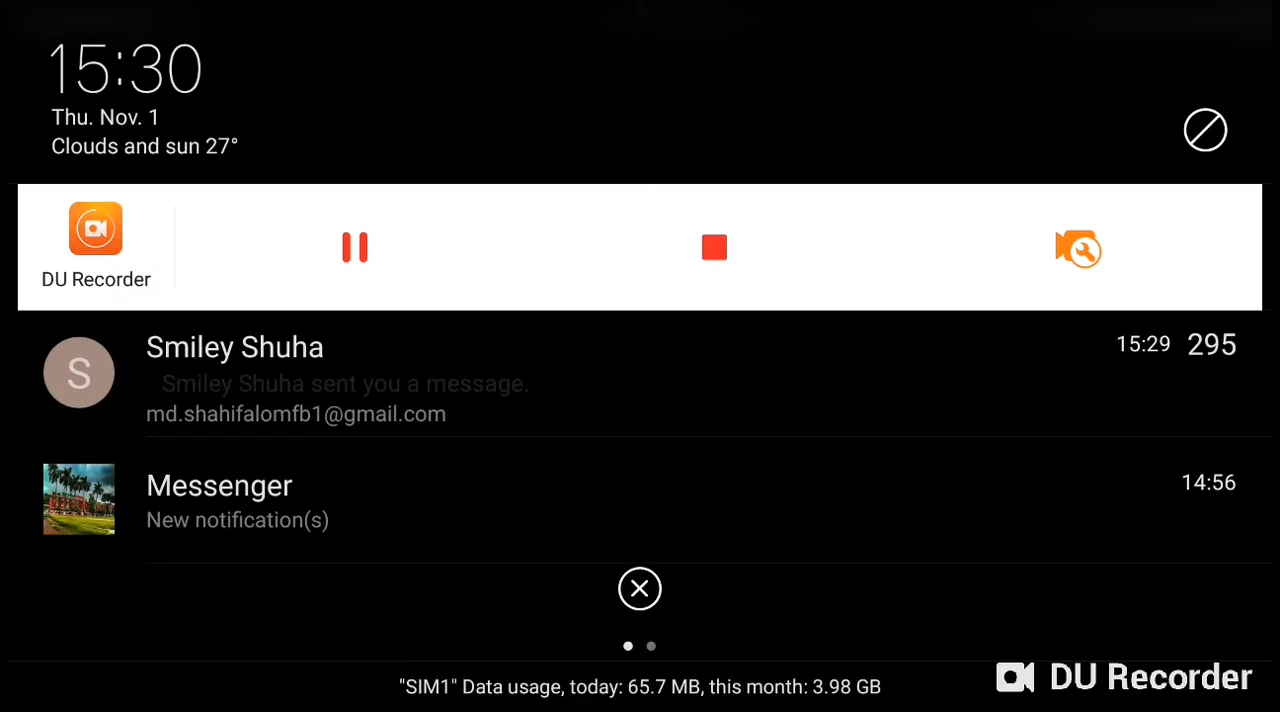 15:30
Thu. Nov. 1
Clouds and sun 27°
DU Recorder
Smiley Shuha
15:29 295
S
Smiley Shuha sent you a message.
md.shahifalomfb1@gmail.com
Messenger
14:56
New notification(s)
"SIM1" Data usage, today: 65.7 MB, this month: 3.98 GB
DU Recorder